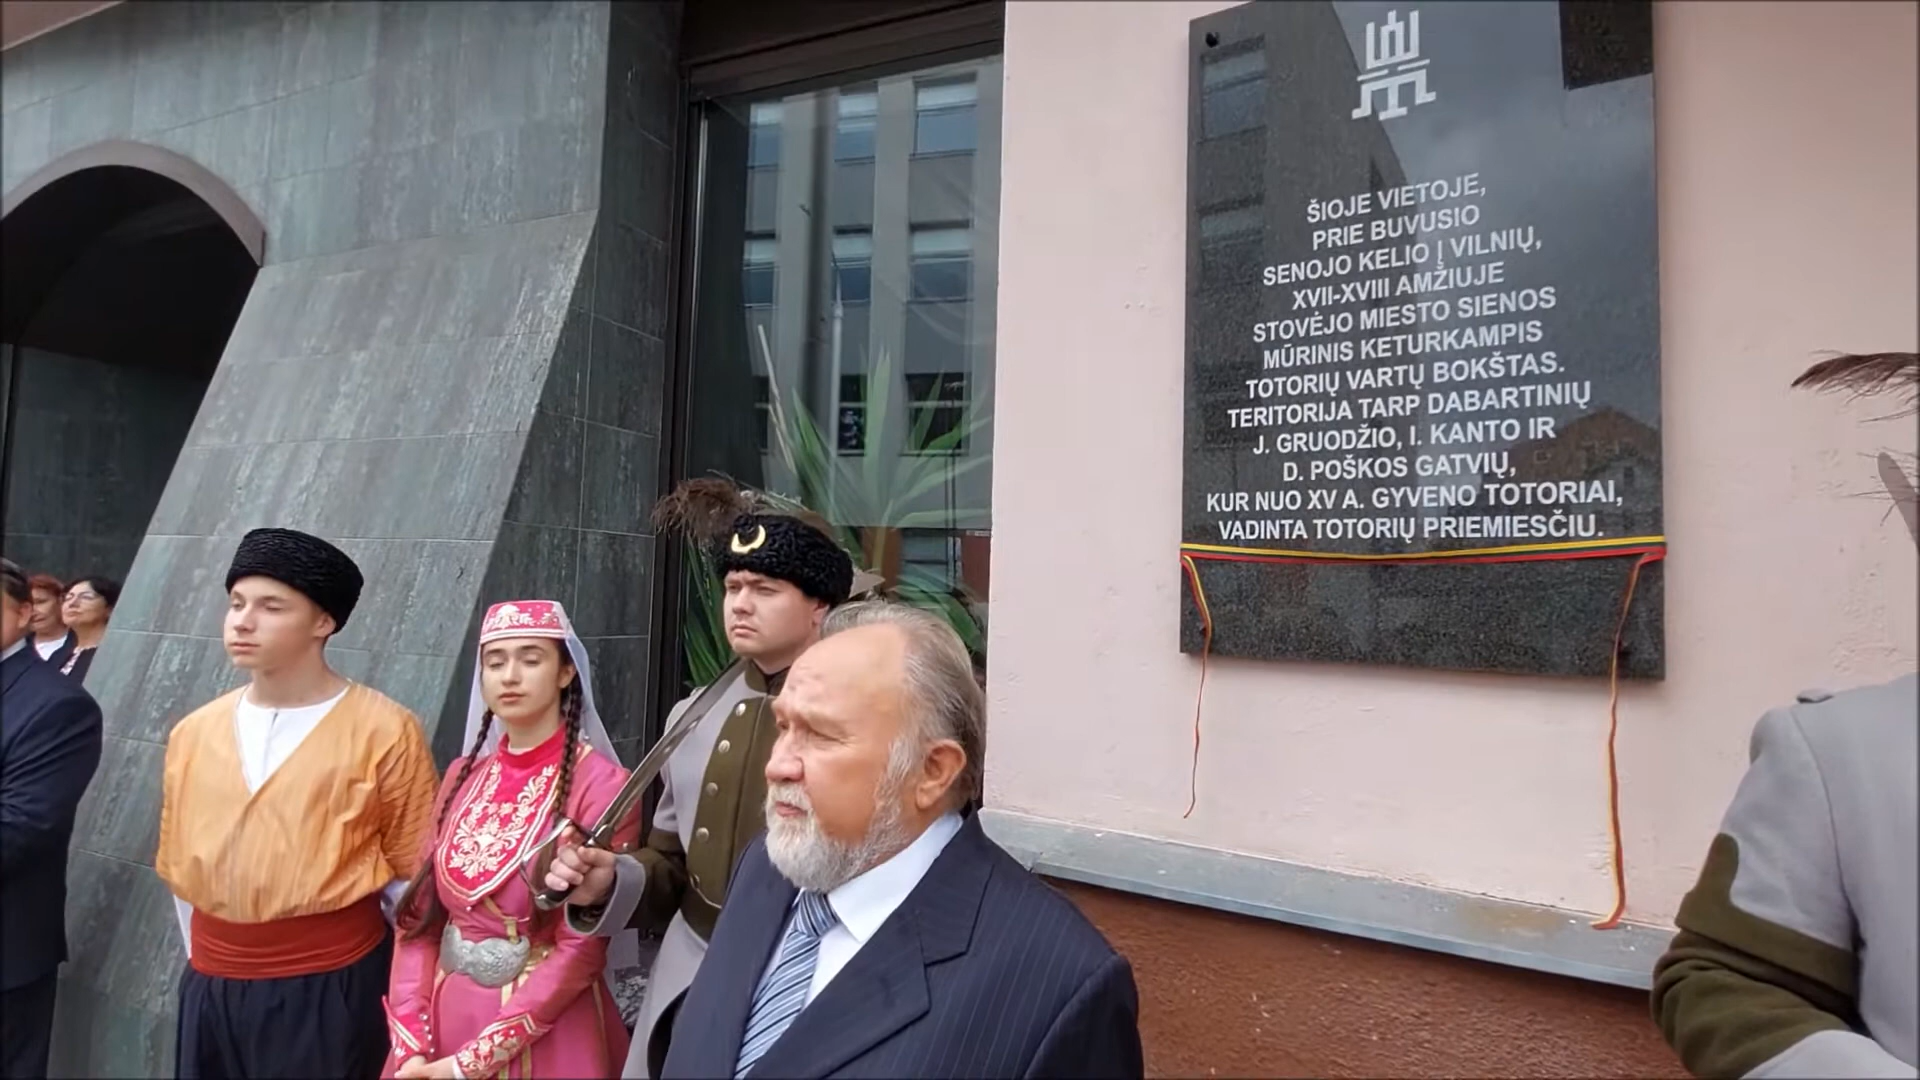 ŠIOJE VIETOJE,
PRIE BUVUSIO
SENOJO KELIO Į VILNIŲ,
XVII-XVIII AMŽIUJE
STOVĖJO MIESTO SIENOS
MŪRINIS KETURKAMPIS
TOTORIŲ VARTŲ BOKŠTAS.
TERITORIJA TARP DABARTINIŲ
J. GRUODŽIO, I. KANTO IR
D. POŠKOS GATVIŲ,
KUR NUO XV A. GYVENO TOTORIAI,
VADINTA TOTORIŲ PRIEMIESČIU.